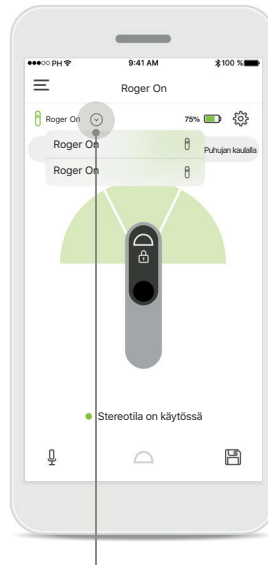 PH 9:41 AM 100 %
Roger On
Roger On 75%
Roger On Puhujan kaulalla
Roger On
Stereotila on käytössä